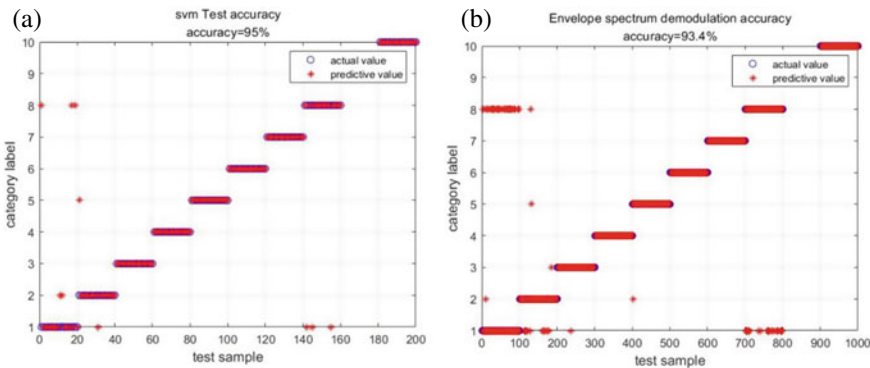 (a)
svm Test accuracy
accuracy=95%
actual value
predictive value
category label
10
9
8
7
6
5
4
3
2
1
0 20 40 60 80 100 120 140 160 180 200
test sample
(b)
Envelope spectrum demodulation accuracy
accuracy=93.4%
actual value
predictive value
category label
10
9
8
7
6
5
4
3
2
1
0 100 200 300 400 500 600 700 800 900 1000
test sample